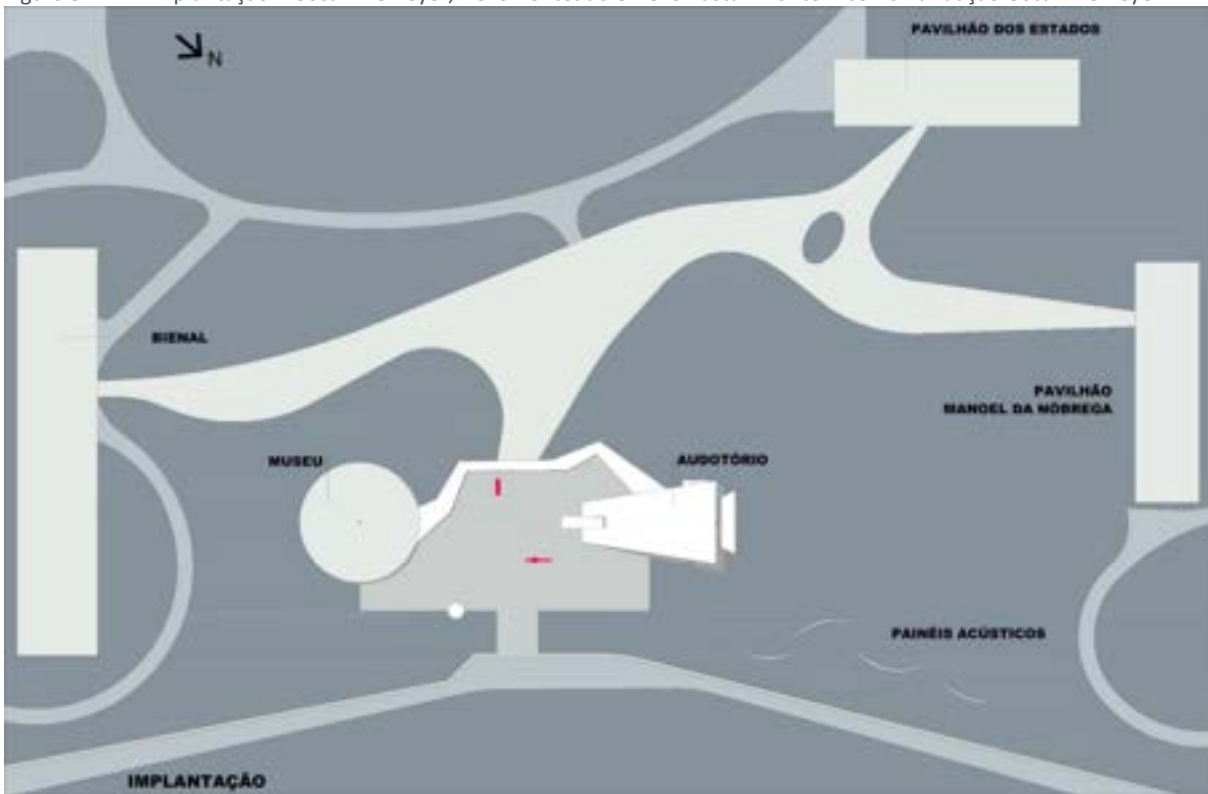 PAVILHÃO DOS ESTADOS
N
BIENAL
PAVILHÃO
MANOEL DA NÓBREGA
MUSEU
AUDOTÓRIO
PAINÉIS ACÚSTICOS
IMPLANTAÇÃO